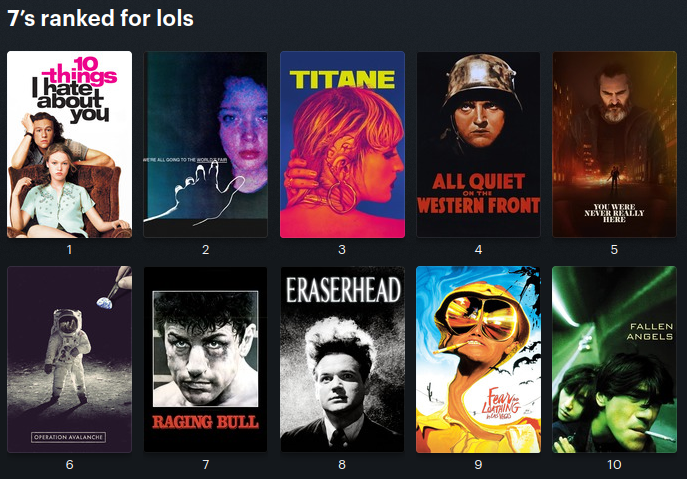 7's ranked for lols
10
things
I hate
about
you
WE'RE ALL GOING TO THE WORLD'S FAIR
TITANE
ALL QUIET
ON THE
WESTERN FRONT
YOU WERE
NEVER REALLY
HERE
1
2
3
4
5
OPERATION AVALANCHE
RAGING BULL
ERASERHEAD
Fear and
LOATHING
IN LAS VEGAS
FALLEN
ANGELS
6
7
8
9
10